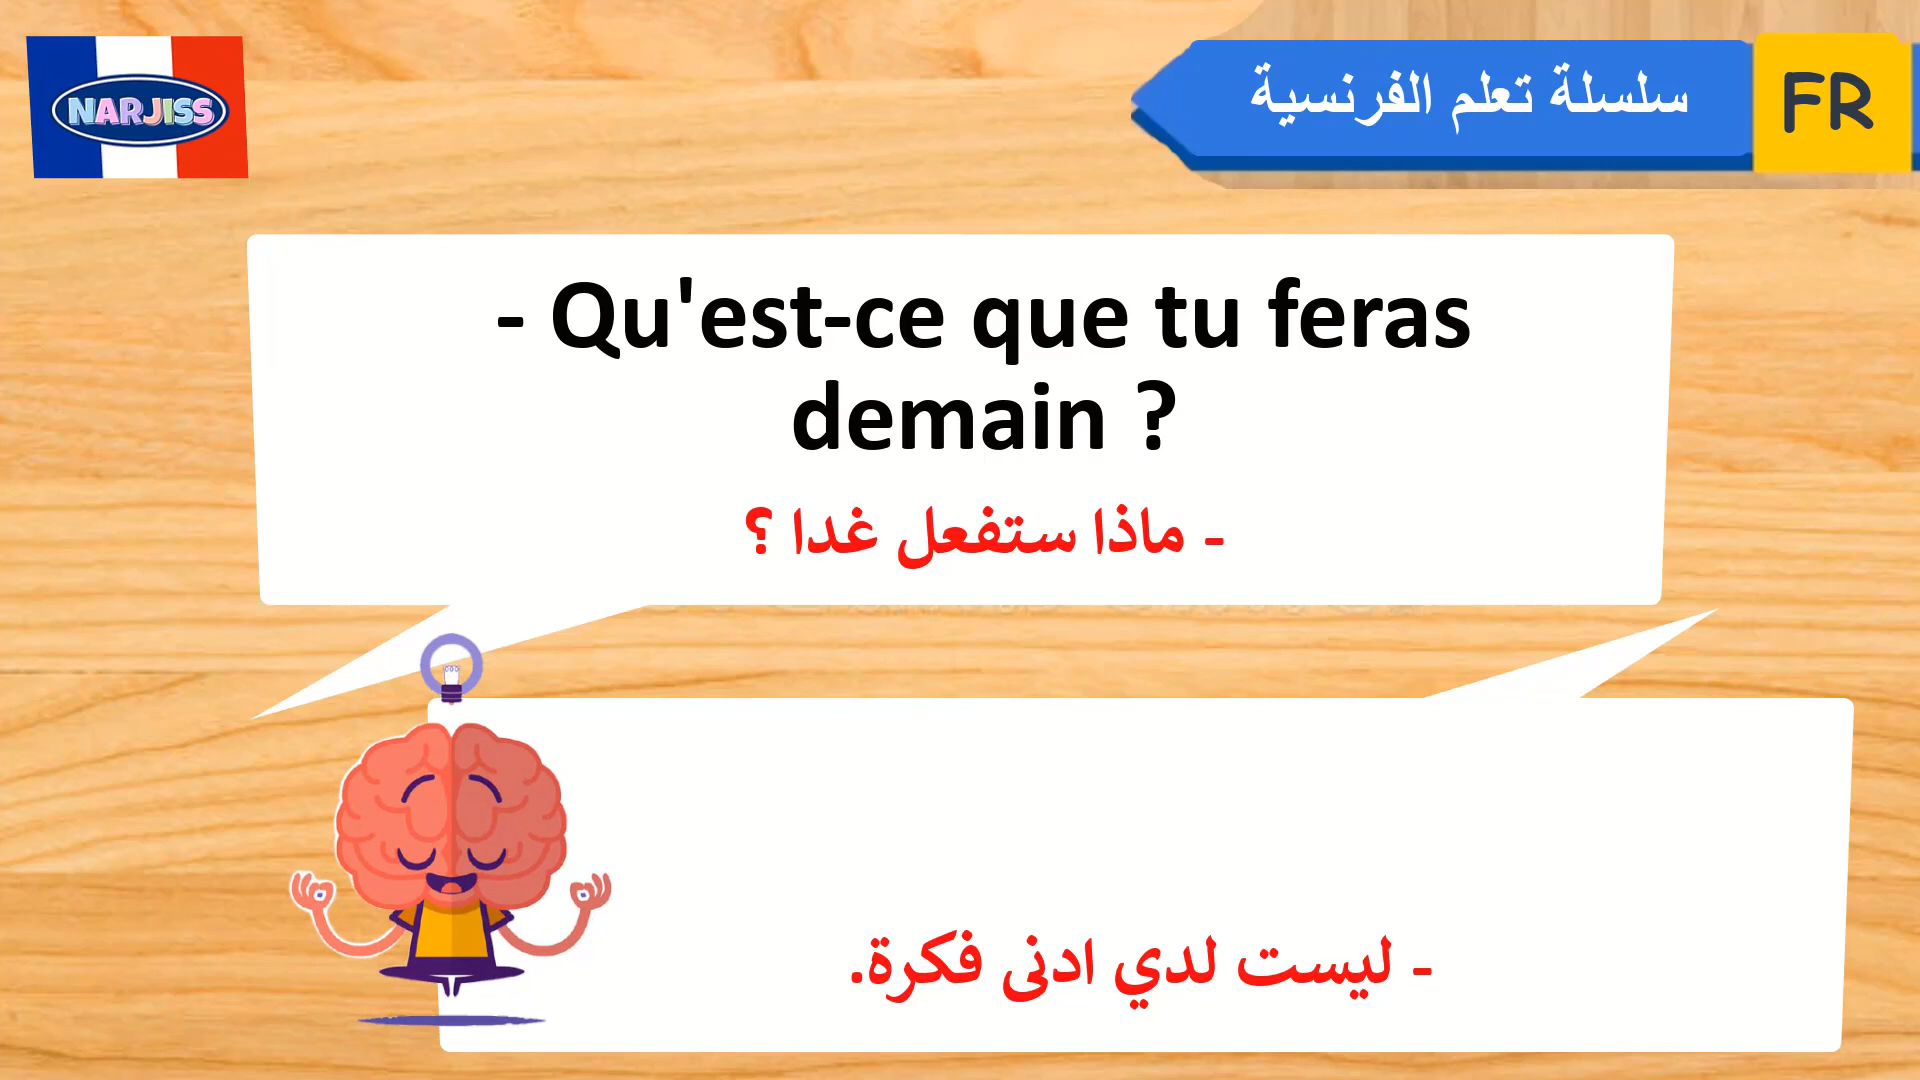 NARJISS
سلسلة تعلم الفرنسية
FR
- Qu'est-ce que tu feras
demain ?
- ماذا ستفعل غدا ؟
- ليست لدي ادنى فكرة.